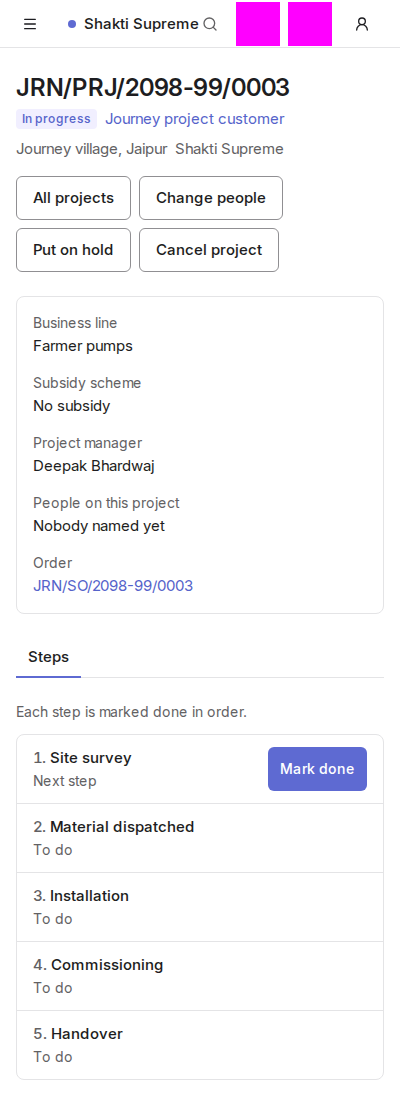 Shakti Supreme
JRN/PRJ/2098-99/0003
In progress Journey project customer
Journey village, Jaipur Shakti Supreme
All projects Change people
Put on hold Cancel project
Business line
Farmer pumps
Subsidy scheme
No subsidy
Project manager
Deepak Bhardwaj
People on this project
Nobody named yet
Order
JRN/SO/2098-99/0003
Steps
Each step is marked done in order.
1. Site survey
Next step
Mark done
2. Material dispatched
To do
3. Installation
To do
4. Commissioning
To do
5. Handover
To do